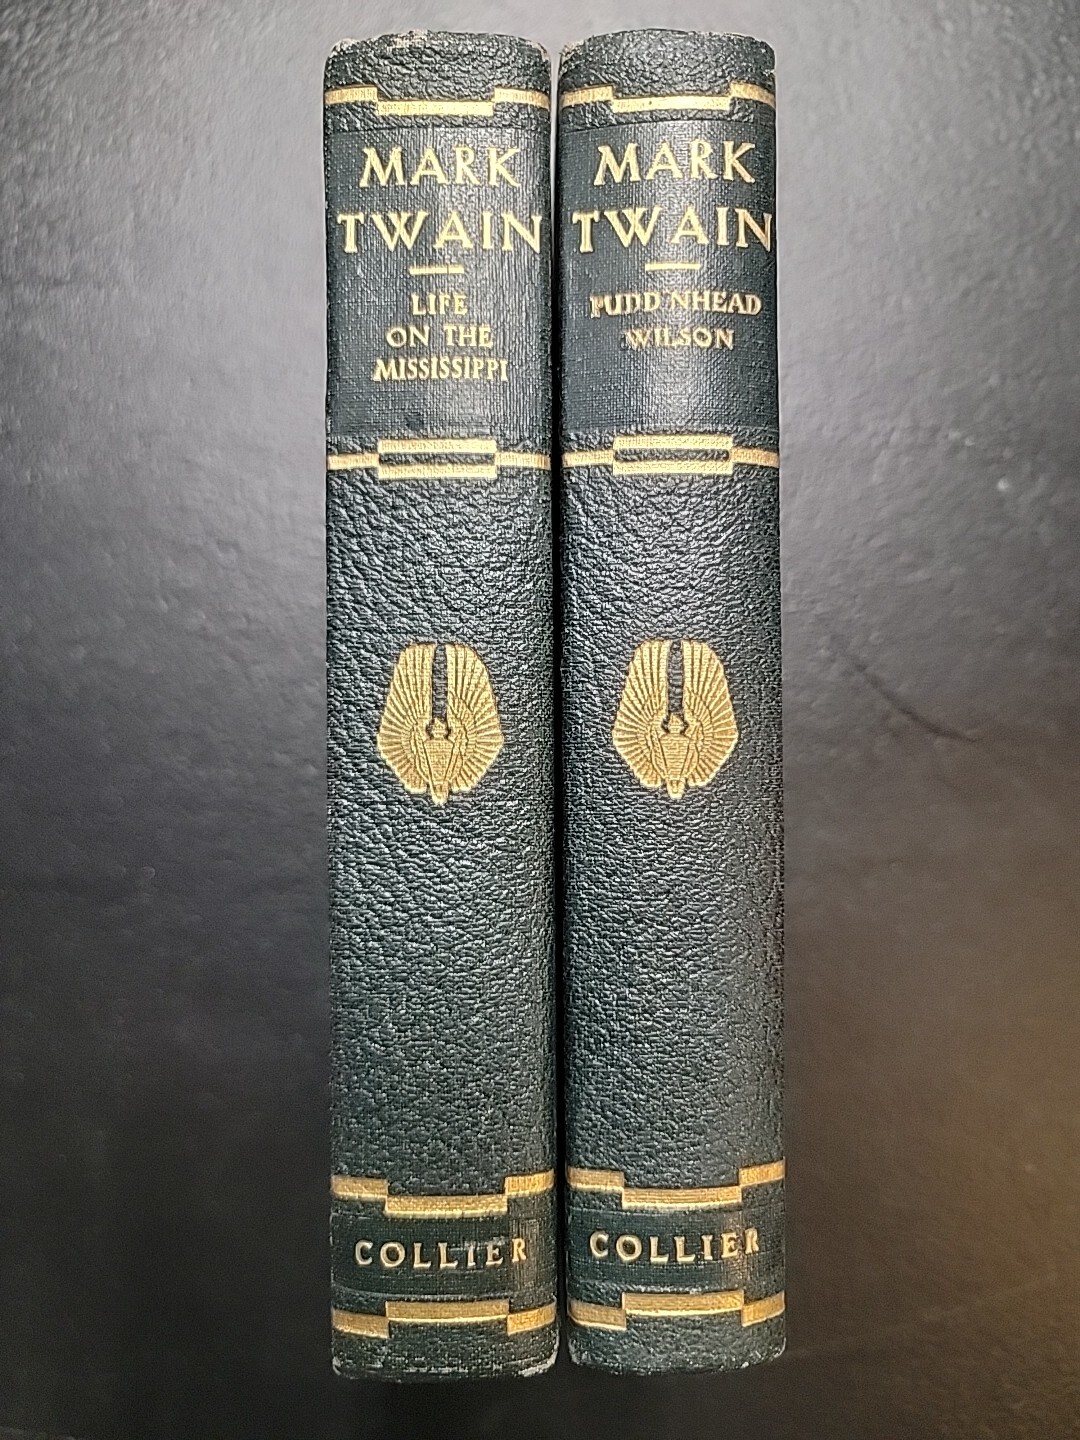 MARK
TWAIN
LIFE
ON THE
MISSISSIPPI
COLLIER
MARK
TWAIN
PUDD'NHEAD
WILSON
COLLIER